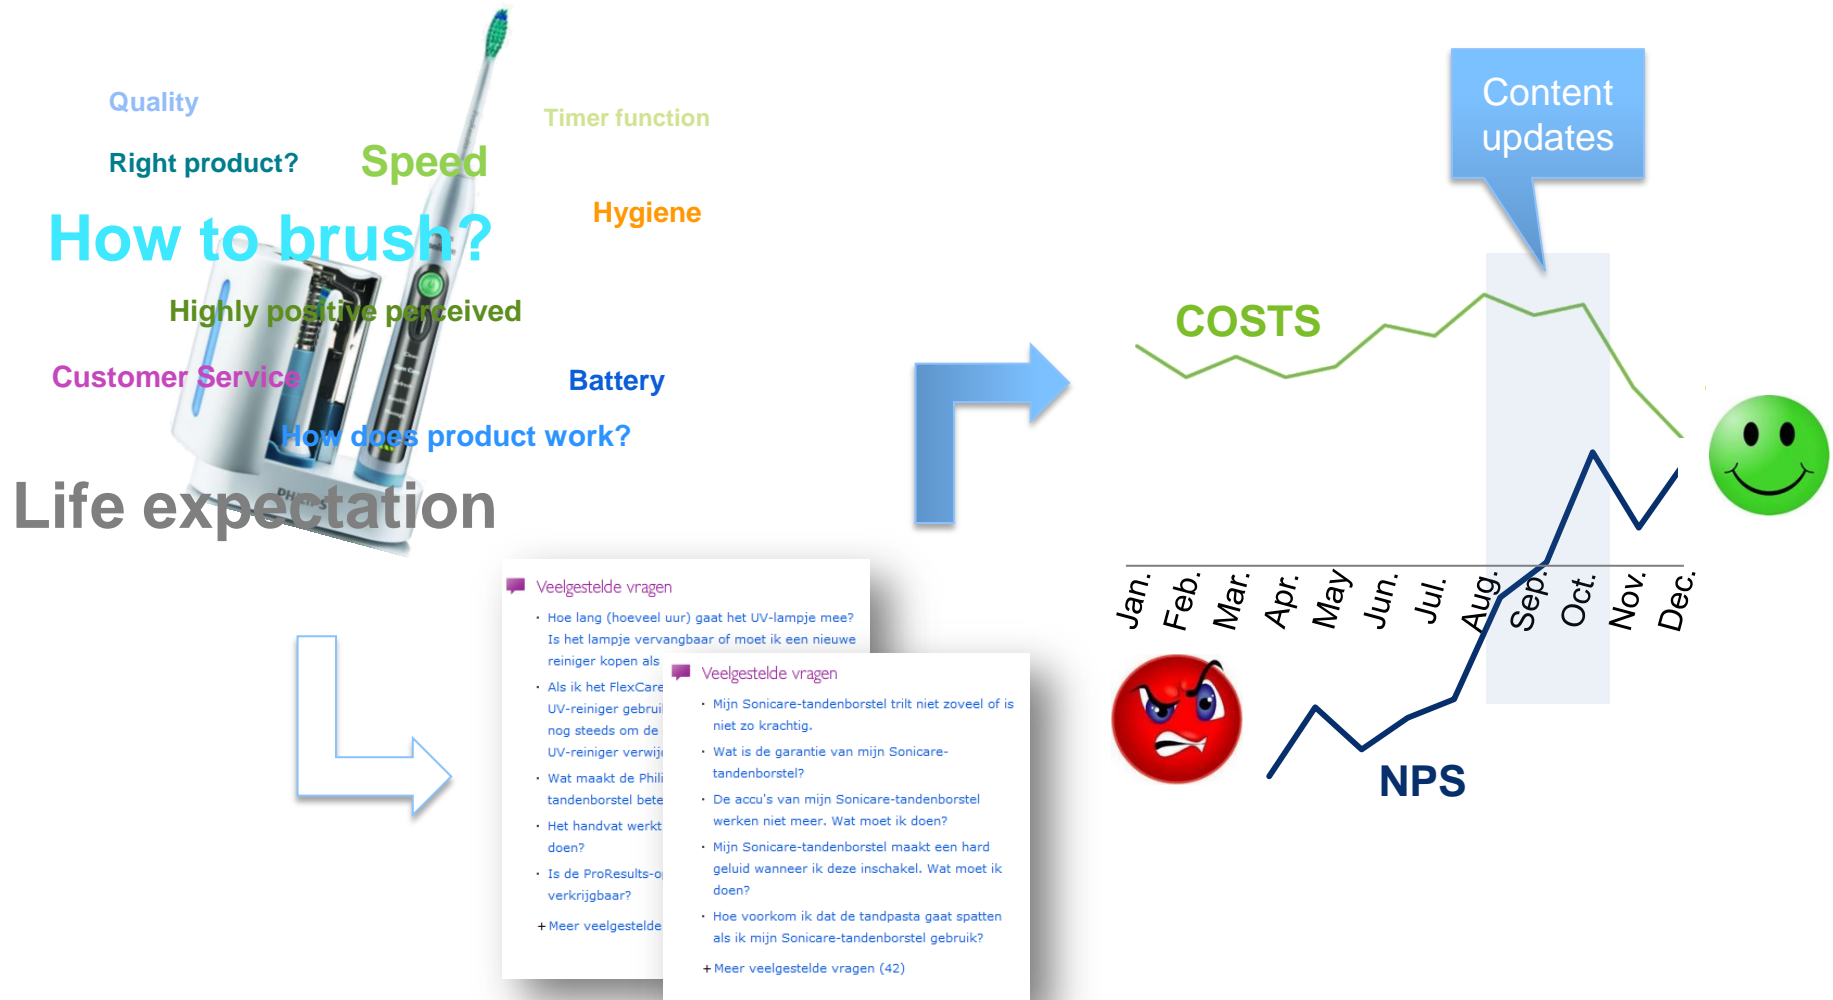 Quality
Timer function
Right product?
Speed
Hygiene
How to brush?
Highly positive perceived
Customer Service
Battery
How does product work?
Life expectation
PHILIPS
Veelgestelde vragen
· Hoe lang (hoeveel uur) gaat het UV-lampje mee?
Is het lampje vervangbaar of moet ik een nieuwe
reiniger kopen als
· Als ik het FlexCare
UV-reiniger
nog steeds om de
UV-reiniger
· Wat maakt de
tandenborstel
· Het handvat werkt
doen?
· Is de
verkrijgbaar?
+ Meer veelgestelde
Veelgestelde vragen
· Mijn Sonicare-tandenborstel trilt niet zoveel of is
niet zo krachtig.
· Wat is de garantie van mijn Sonicare-
tandenborstel?
· De accu's van mijn Sonicare-tandenborstel
werken niet meer. Wat moet ik doen?
· Mijn Sonicare-tandenborstel maakt een hard
geluid wanneer ik deze inschakel. Wat moet ik
doen?
· Hoe voorkom ik dat de tandpasta gaat spatten
als ik mijn Sonicare-tandenborstel gebruik?
+ Meer veelgestelde vragen (42)
Content
updates
COSTS
Jan.
Feb.
Mar.
Apr.
May
Jun.
Jul.
Aug.
Sep.
Oct.
Nov.
Dec.
NPS